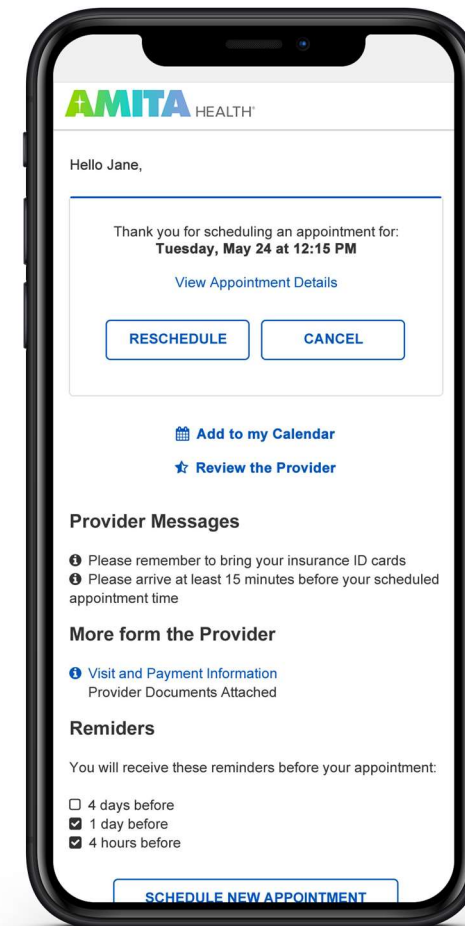 AMITA HEALTH®
Hello Jane,
Thank you for scheduling an appointment for:
Tuesday, May 24 at 12:15 PM
View Appointment Details
RESCHEDULE CANCEL
Add to my Calendar
Review the Provider
Provider Messages
Please remember to bring your insurance ID cards
Please arrive at least 15 minutes before your scheduled
appointment time
More form the Provider
Visit and Payment Information
Provider Documents Attached
Remiders
You will receive these reminders before your appointment:
4 days before
1 day before
4 hours before
SCHEDULE NEW APPOINTMENT